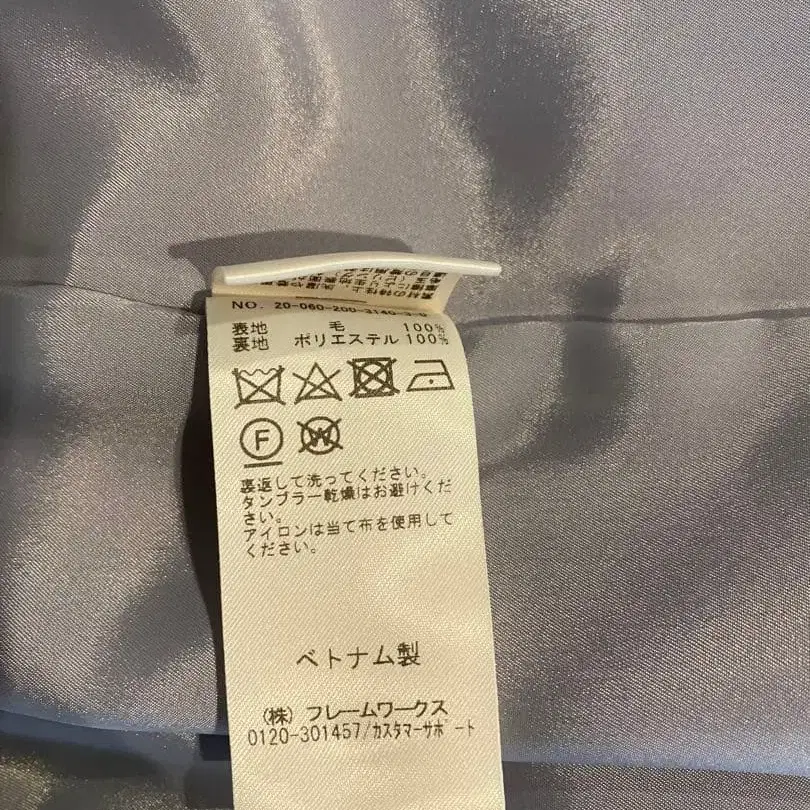 NO. 20-060-200-3140-3-0
表地 毛 100%
裏地 ポリエステル 100%
F
W
裏返して洗ってください。
タンブラー乾燥はお避けくだ
さい。
アイロンは当て布を使用して
ください。
ベトナム製
(株) フレームワークス
0120-301457/カスタマーサポート